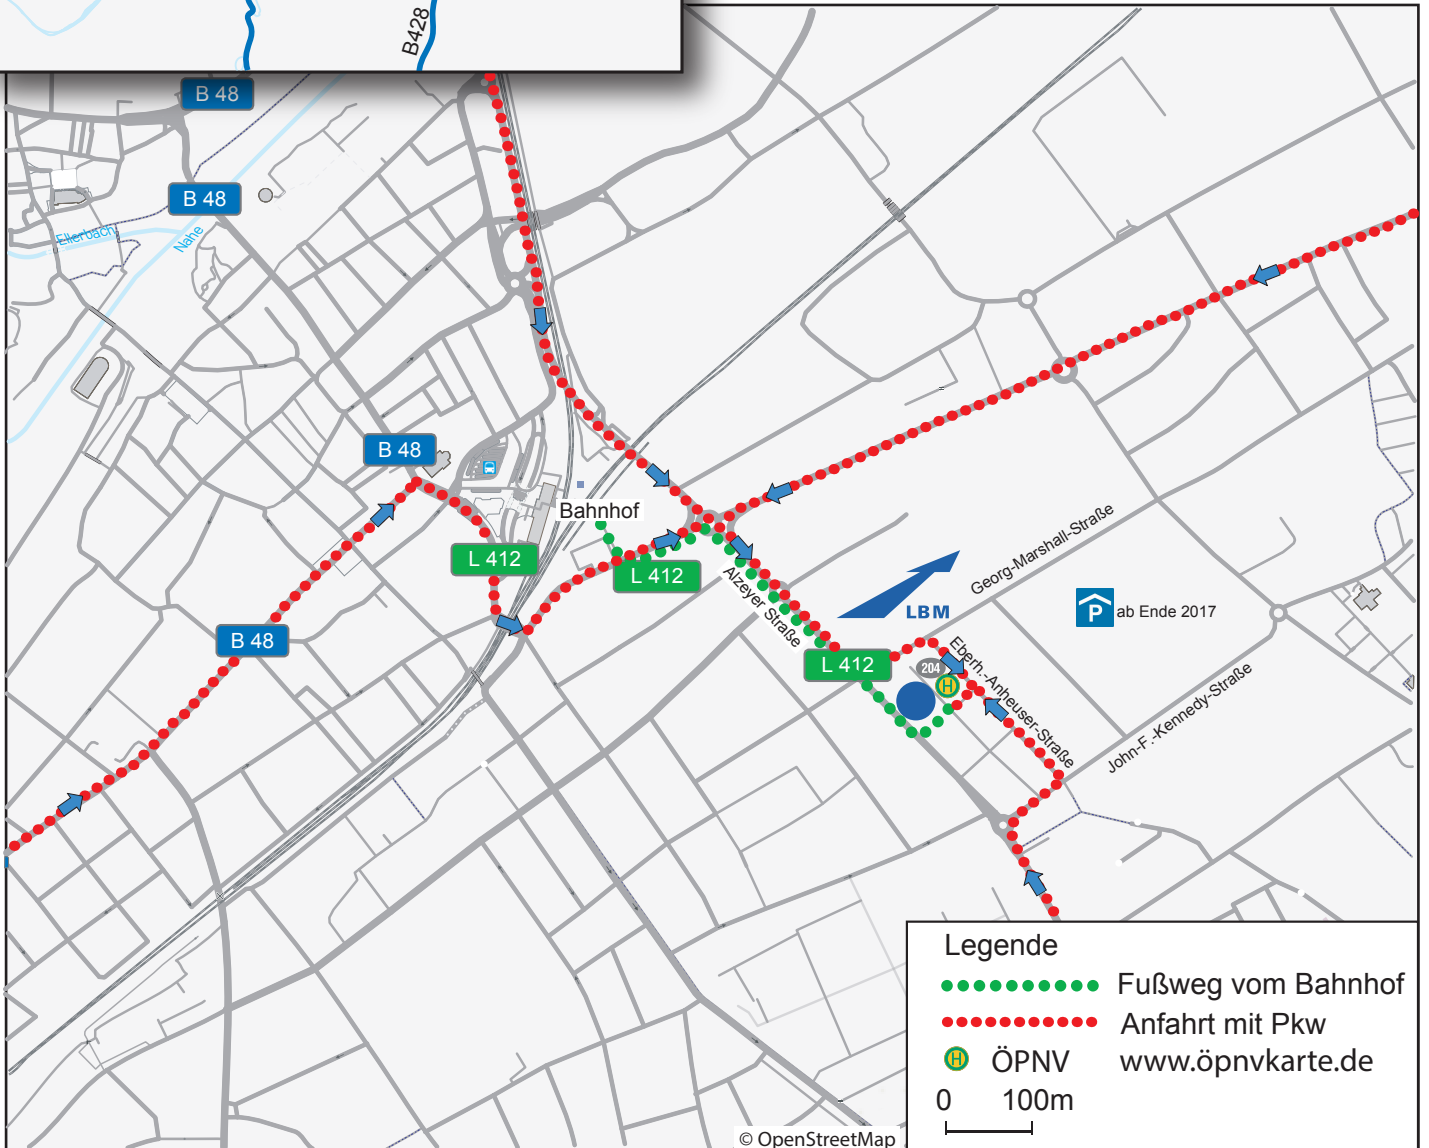 B428
B 48
B 48
Ellerbach
Nahe
B 48
Bahnhof
L 412
L 412
Alzeyer Straße
Georg-Marshall-Straße
LBM
P
ab Ende 2017
B 48
L 412
204
H
Eberh.-Anheuser-Straße
John-F.-Kennedy-Straße
Legende
Fußweg vom Bahnhof
Anfahrt mit Pkw
H ÖPNV www.öpnvkarte.de
0 100m
© OpenStreetMap